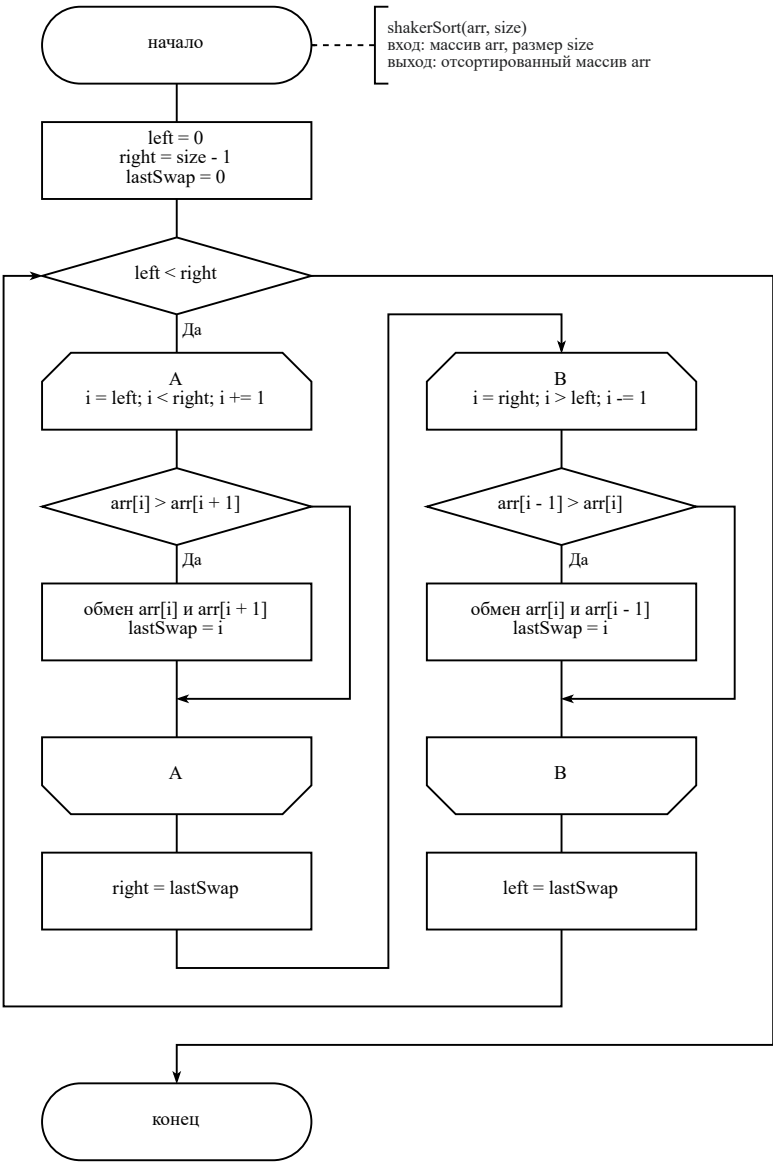 начало
shakerSort(arr, size)
вход: массив arr, размер size
выход: отсортированный массив arr
left = 0
right = size - 1
lastSwap = 0
left < right
Да
A
i = left; i < right; i += 1
arr[i] > arr[i + 1]
Да
обмен arr[i] и arr[i + 1]
lastSwap = i
A
right = lastSwap
B
i = right; i > left; i -= 1
arr[i - 1] > arr[i]
Да
обмен arr[i] и arr[i - 1]
lastSwap = i
B
left = lastSwap
конец